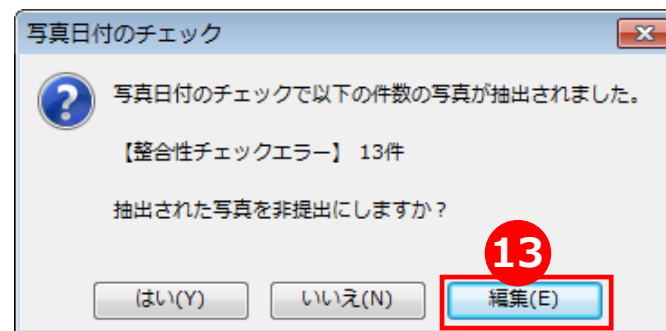 写真日付のチェック
写真日付のチェックで以下の件数の写真が抽出されました。
【整合性チェックエラー】 13件
抽出された写真を非提出にしますか？
13
はい(Y) いいえ(N) 編集(E)